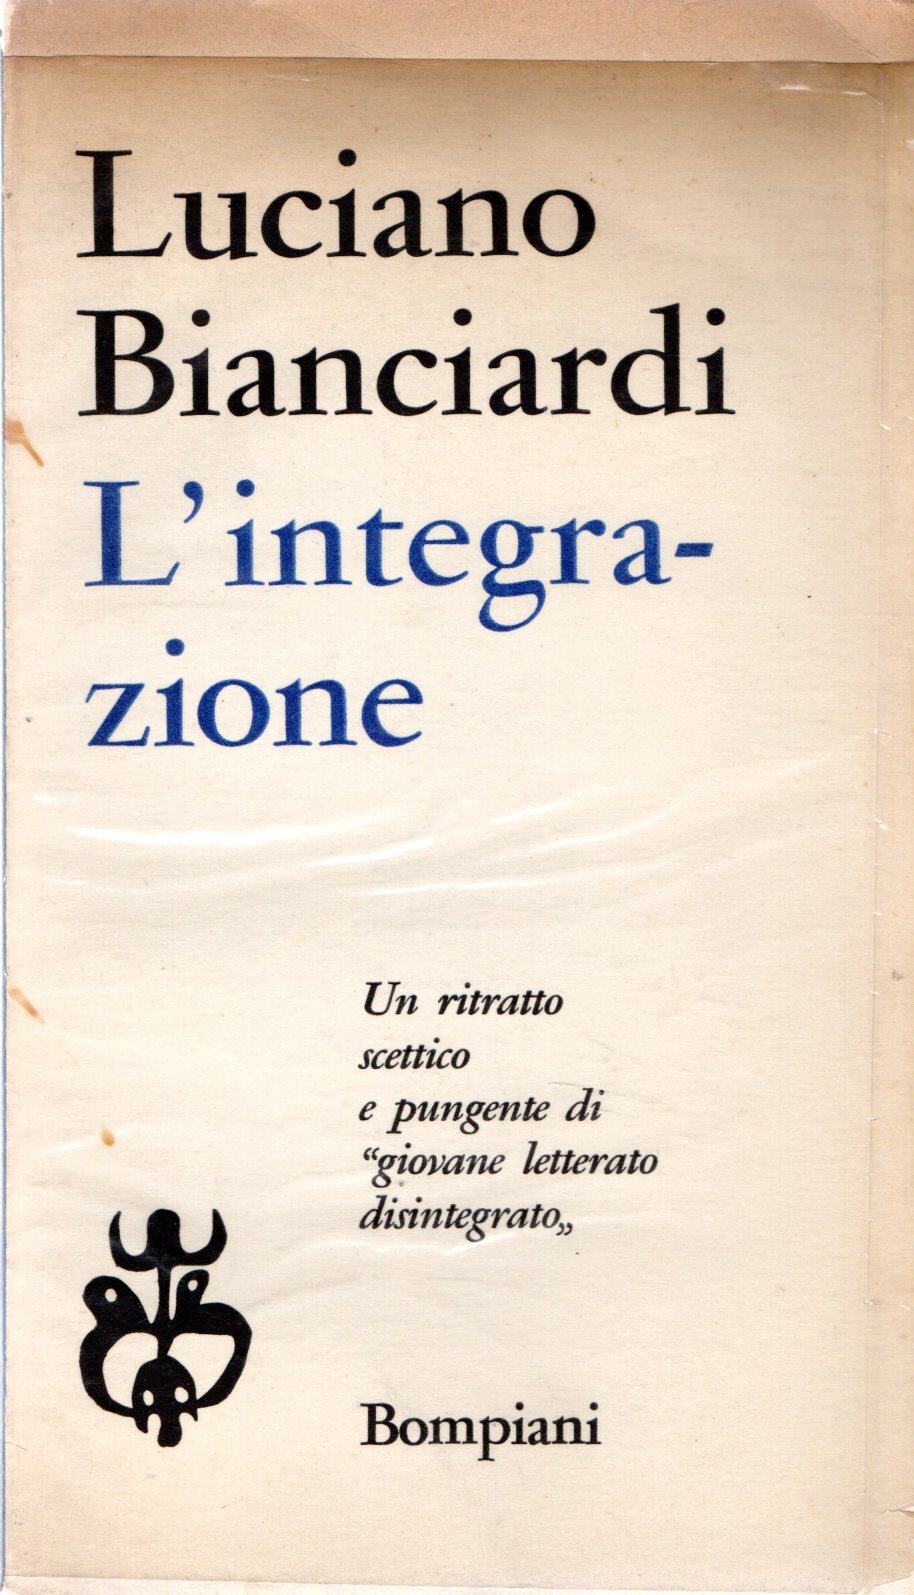 Luciano
Bianciardi
L'integra-
zione
Un ritratto
scettico
e pungente di
“giovane letterato
disintegrato„
Bompiani